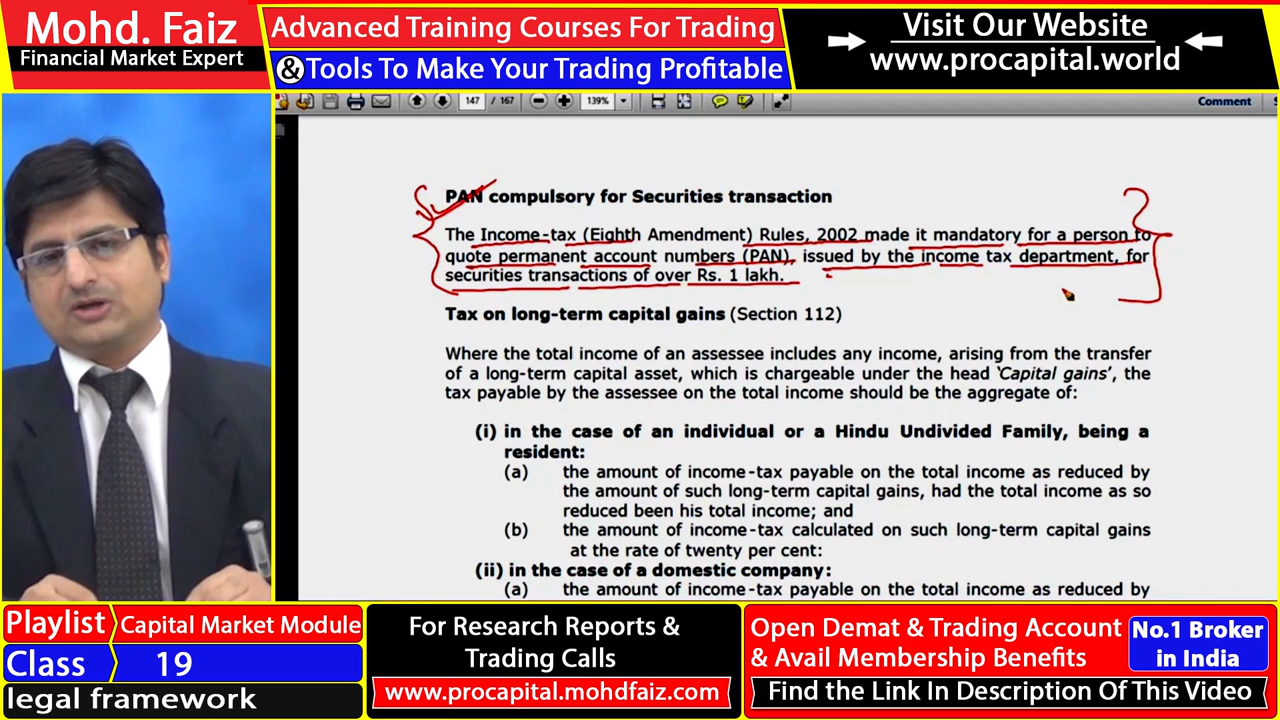 Mohd. Faiz
Financial Market Expert
Advanced Training Courses For Trading
& Tools To Make Your Trading Profitable
Visit Our Website
www.procapital.world
147 / 167 139% Comment
PAN compulsory for Securities transaction
The Income-tax (Eighth Amendment) Rules, 2002 made it mandatory for a person to
quote permanent account numbers (PAN), issued by the income tax department, for
securities transactions of over Rs. 1 lakh.
Tax on long-term capital gains (Section 112)
Where the total income of an assessee includes any income, arising from the transfer
of a long-term capital asset, which is chargeable under the head ‘Capital gains’, the
tax payable by the assessee on the total income should be the aggregate of:
(i) in the case of an individual or a Hindu Undivided Family, being a
resident:
(a) the amount of income-tax payable on the total income as reduced by
the amount of such long-term capital gains, had the total income as so
reduced been his total income; and
(b) the amount of income-tax calculated on such long-term capital gains
at the rate of twenty per cent:
(ii) in the case of a domestic company:
(a) the amount of income-tax payable on the total income as reduced by
Playlist Capital Market Module
Class 19
legal framework
For Research Reports &
Trading Calls
www.procapital.mohdfaiz.com
Open Demat & Trading Account
& Avail Membership Benefits
No.1 Broker
in India
Find the Link In Description Of This Video